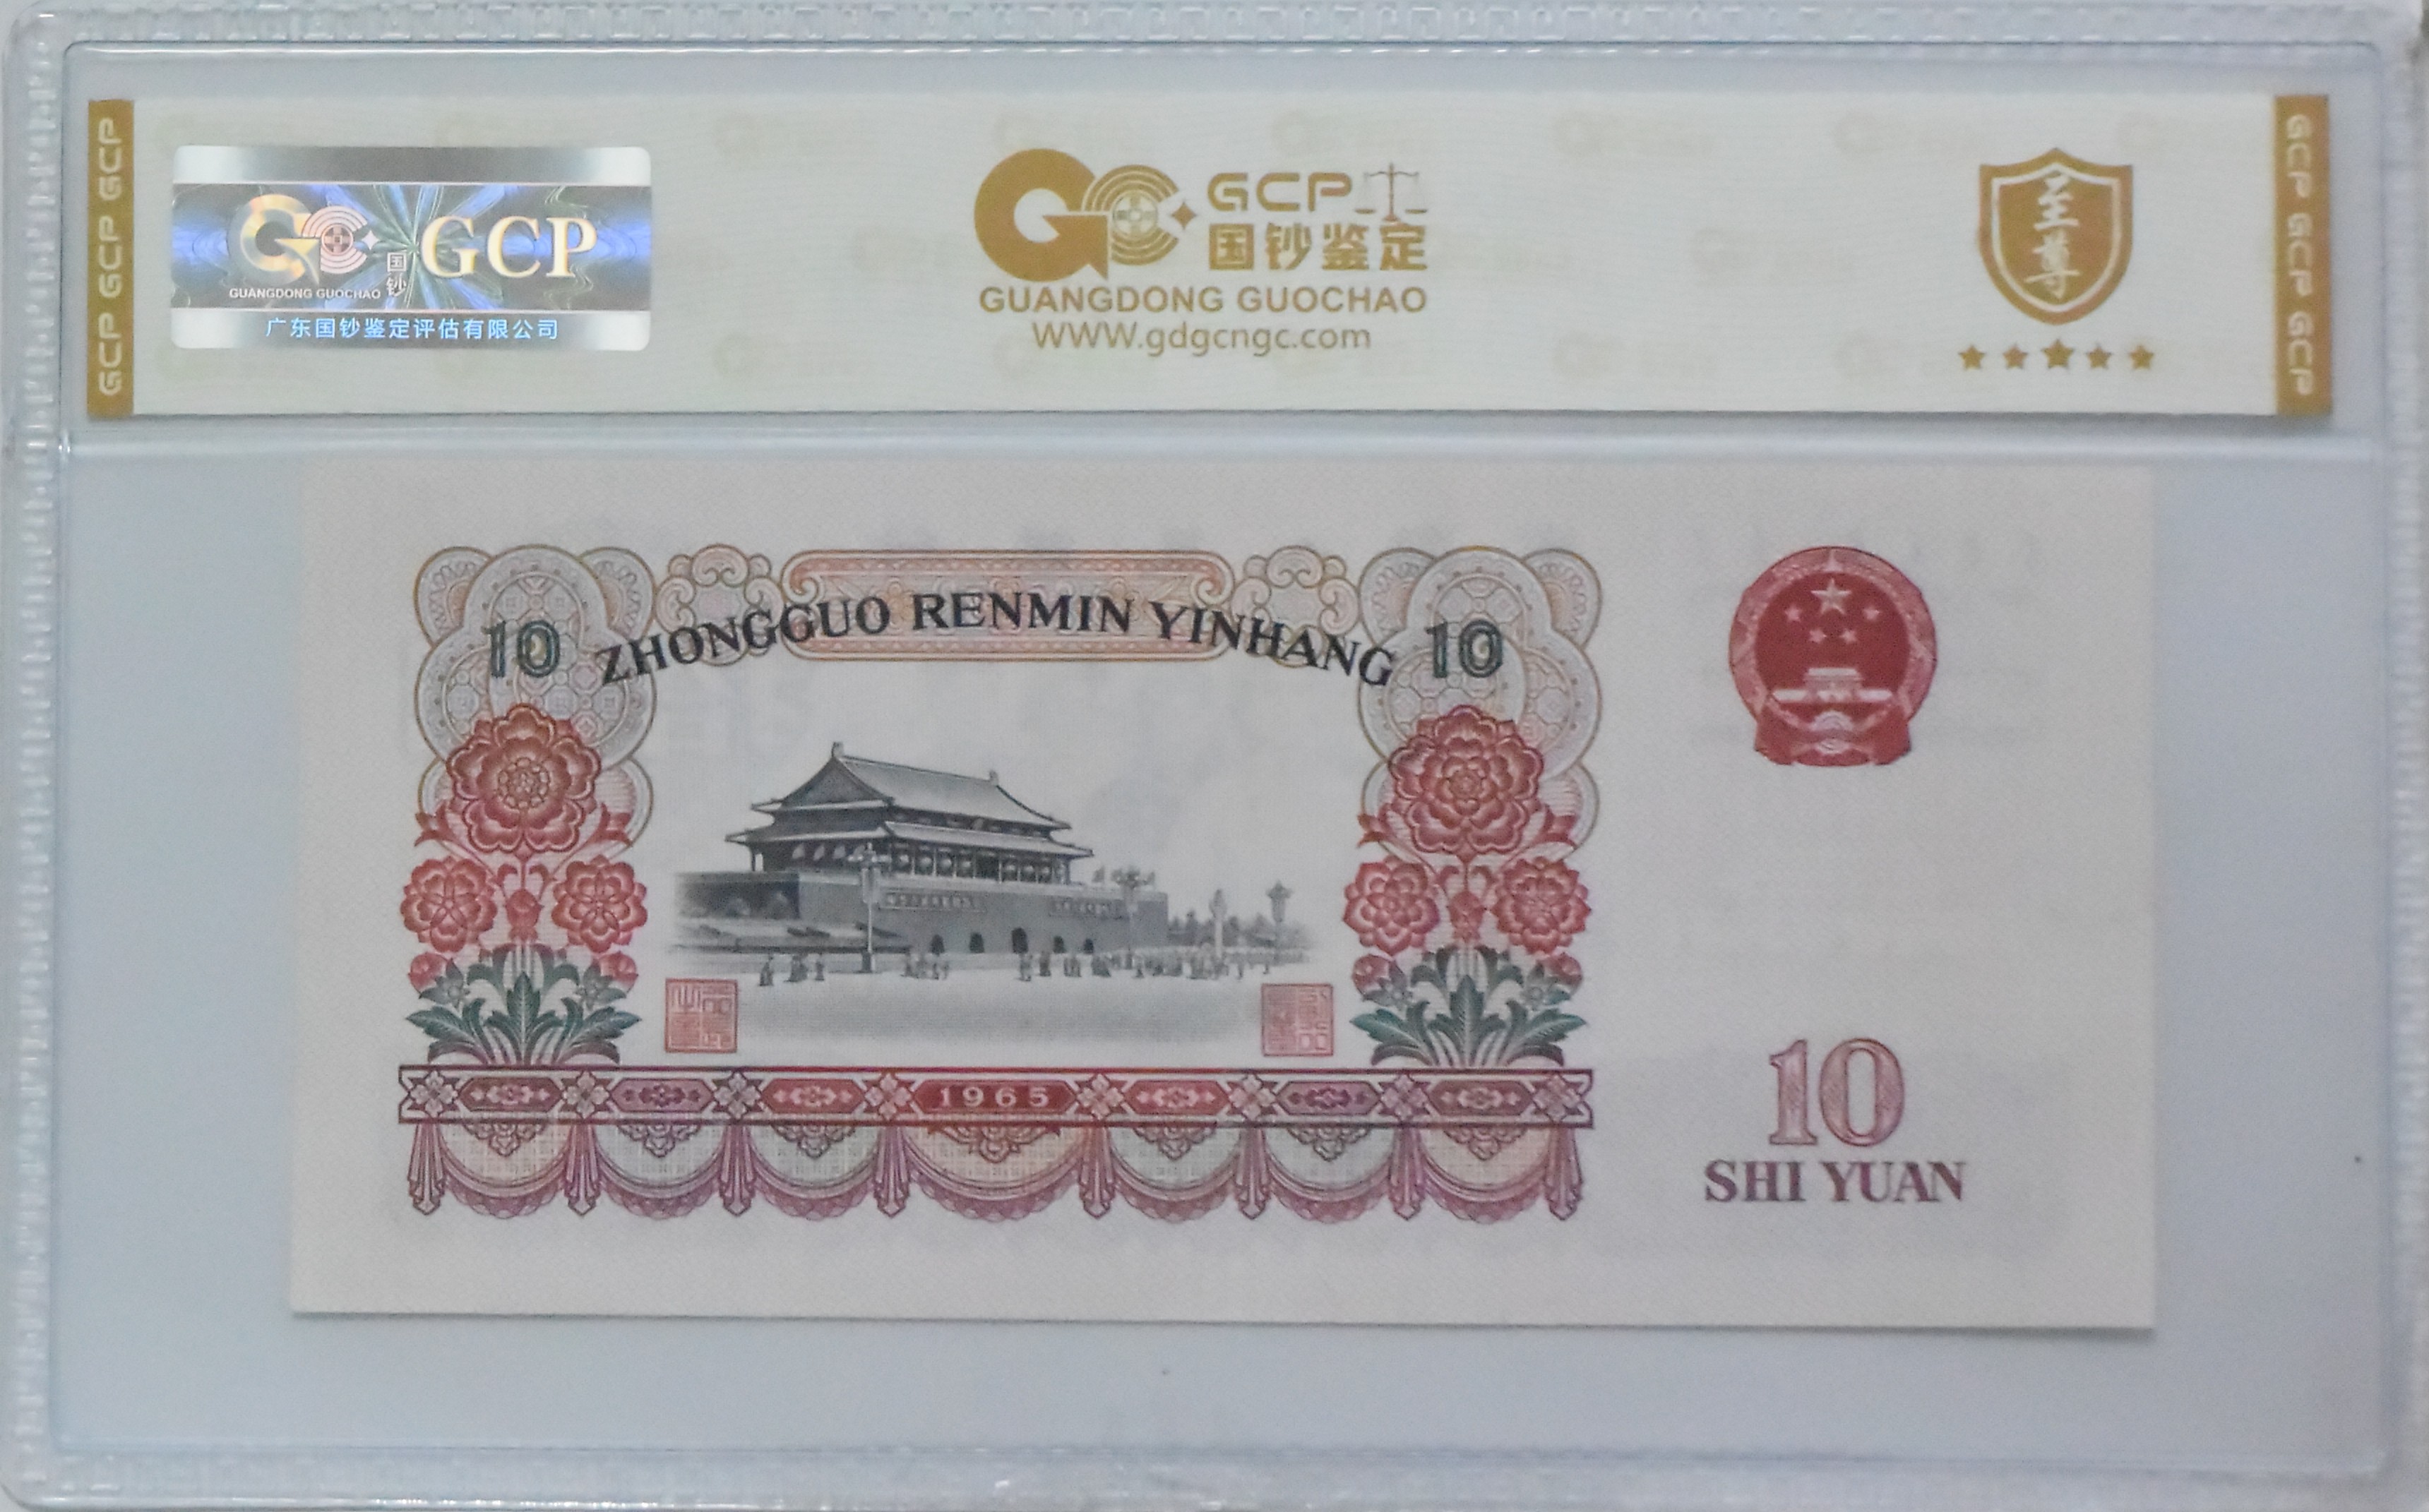 GCP GCP GCP
GCP
国钞
GUANGDONG GUOCHAO
广东国钞鉴定评估有限公司
GCP
国钞鉴定
GUANGDONG GUOCHAO
WWW.gdgcngc.com
至尊
GCP GCP GCP
ZHONGGUO RENMIN YINHANG
10
10
1965
10
SHI YUAN